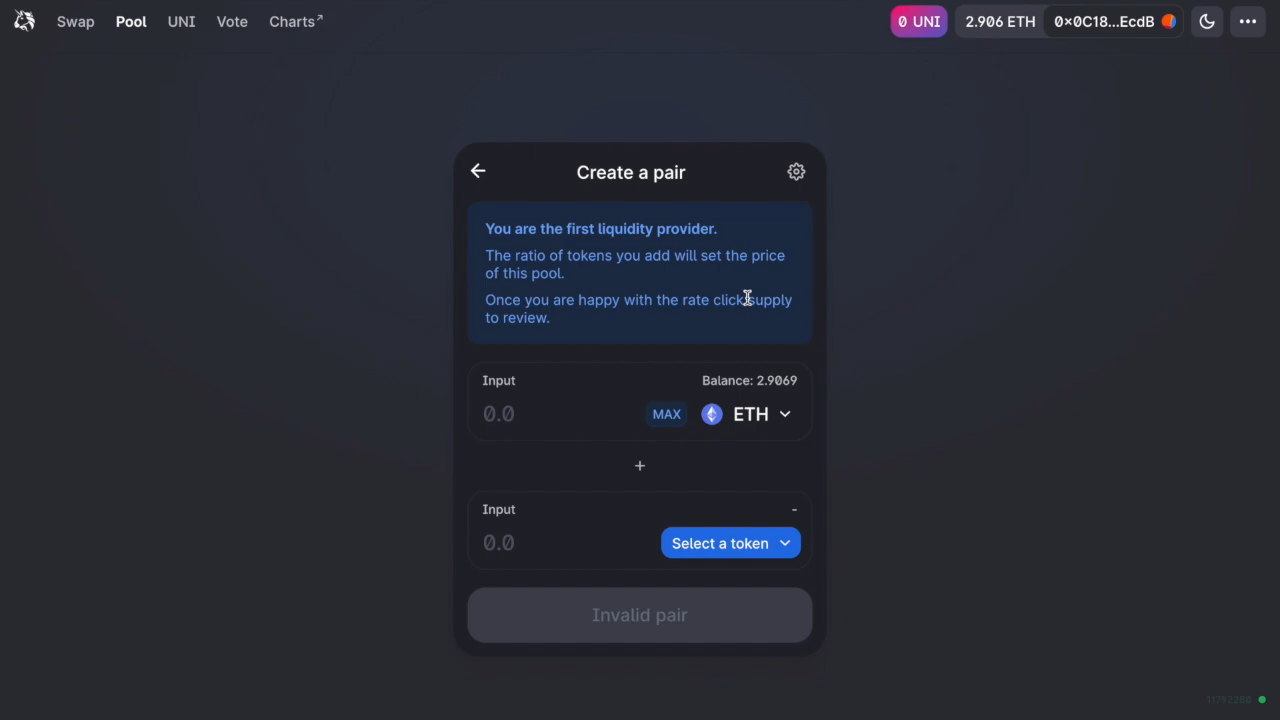 Swap Pool UNI Vote Charts↗ 0 UNI 2.906 ETH 0×0C18...EcdB
Create a pair
You are the first liquidity provider.
The ratio of tokens you add will set the price
of this pool.
Once you are happy with the rate click supply
to review.
Input Balance: 2.9069
0.0 MAX ETH
+
Input -
0.0 Select a token
Invalid pair
11792260